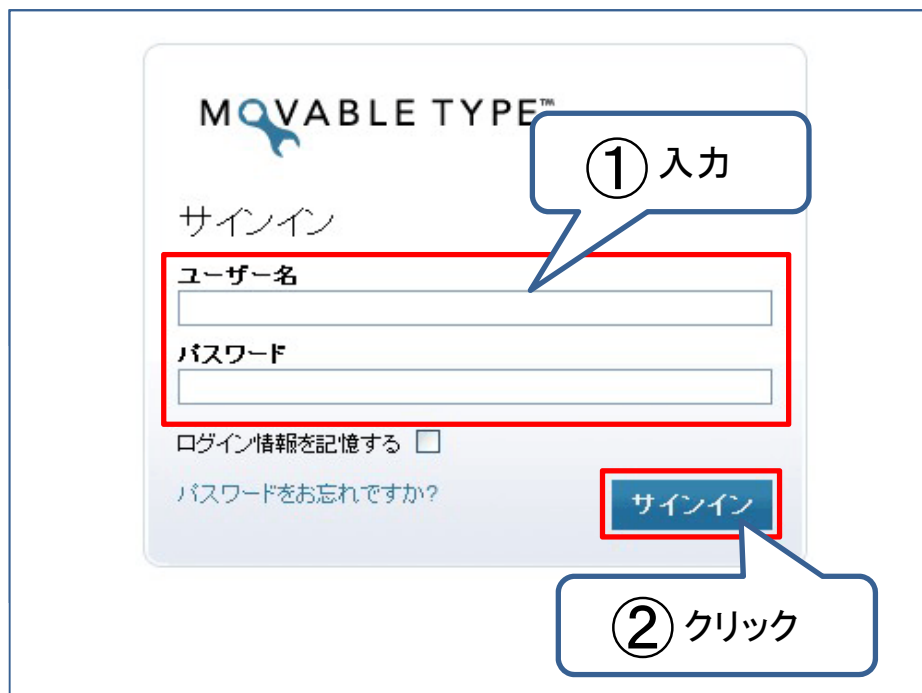 MOVABLE TYPE™
① 入力
サインイン
ユーザー名
パスワード
ログイン情報を記憶する
パスワードをお忘れですか?
サインイン
② クリック